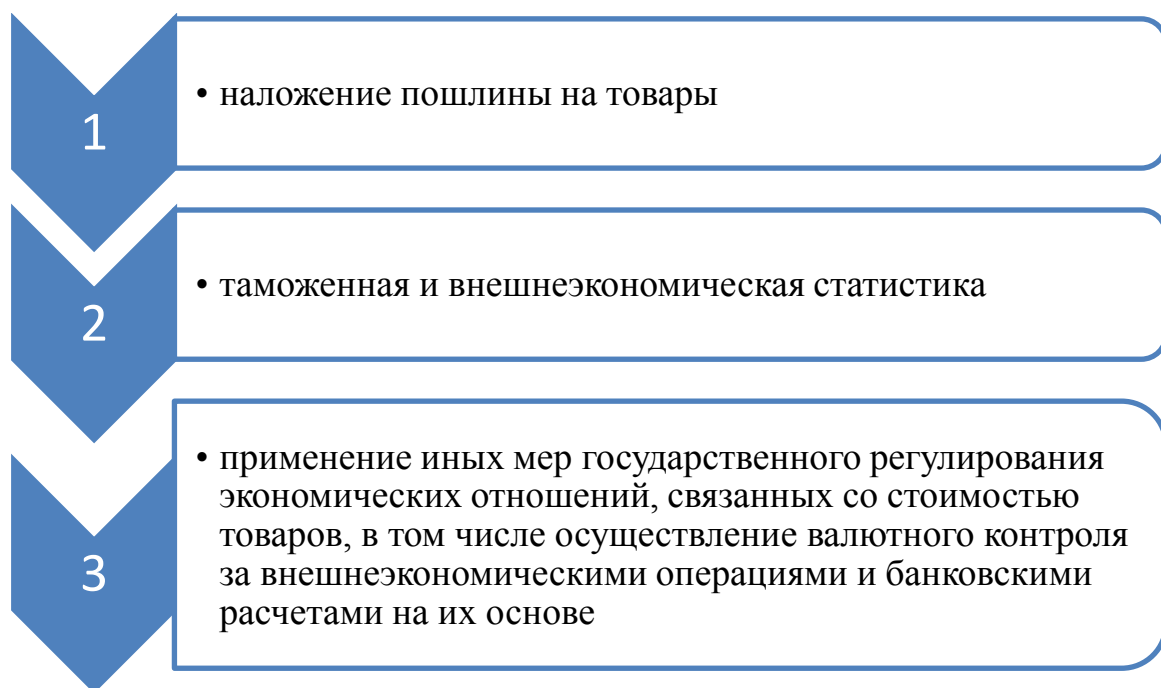 1
• наложение пошлины на товары
2
• таможенная и внешнеэкономическая статистика
3
• применение иных мер государственного регулирования
экономических отношений, связанных со стоимостью
товаров, в том числе осуществление валютного контроля
за внешнеэкономическими операциями и банковскими
расчетами на их основе